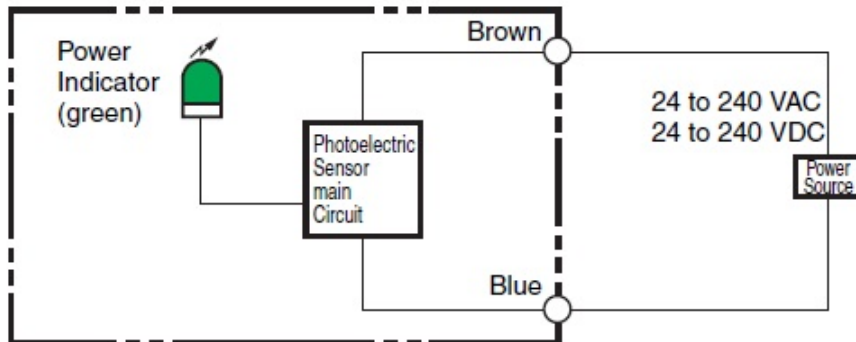 Power
Indicator
(green)
Brown
24 to 240 VAC
24 to 240 VDC
Photoelectric
Sensor
main
Circuit
Power
Source
Blue